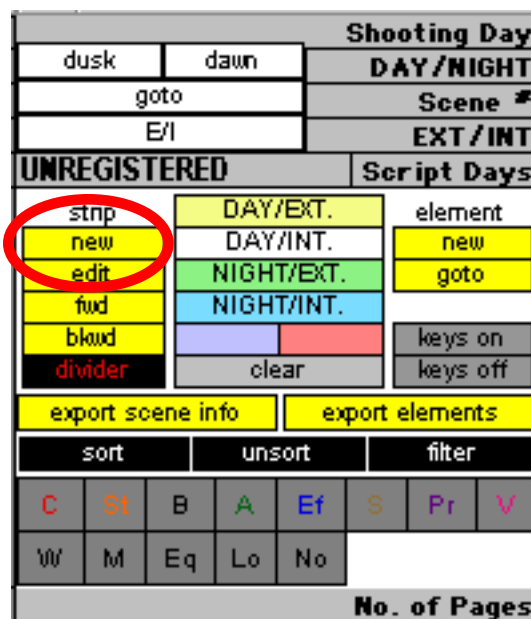 Shooting Day
dusk dawn DAY/NIGHT
goto Scene #
E/I EXT/INT
UNREGISTERED Script Days
strip DAY/EXT. element
new DAY/INT. new
edit NIGHT/EXT. goto
fwd NIGHT/INT.
bkwd keys on
divider clear keys off
export scene info export elements
sort unsort filter
C St B A Ef S Pr V
W M Eq Lo No
No. of Pages